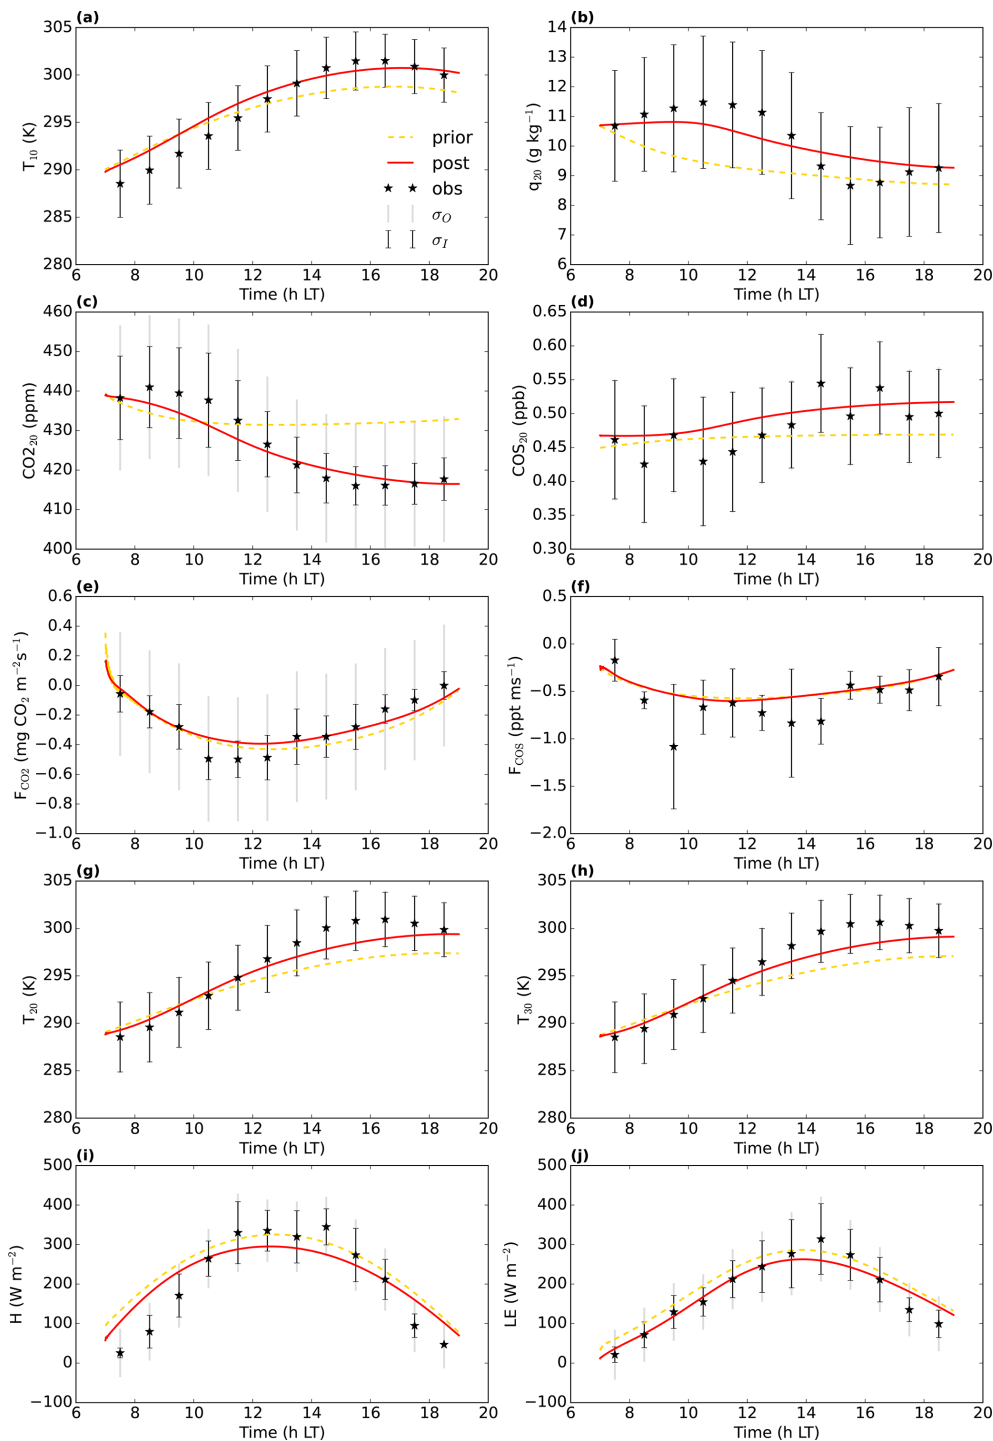 (a)
305
300
295
290
285
280
T10 (K)
prior
post
obs
σO
σI
6 8 10 12 14 16 18 20
Time (h LT)
(b)
14
13
12
11
10
9
8
7
6
q20 (g kg−1)
6 8 10 12 14 16 18 20
Time (h LT)
(c)
460
450
440
430
420
410
400
CO220 (ppm)
6 8 10 12 14 16 18 20
Time (h LT)
(d)
0.65
0.60
0.55
0.50
0.45
0.40
0.35
0.30
COS20 (ppb)
6 8 10 12 14 16 18 20
Time (h LT)
(e)
0.6
0.4
0.2
0.0
−0.2
−0.4
−0.6
−0.8
−1.0
FCO2 (mg CO2 m−2s−1)
6 8 10 12 14 16 18 20
Time (h LT)
(f)
0.5
0.0
−0.5
−1.0
−1.5
−2.0
FCOS (ppt ms−1)
6 8 10 12 14 16 18 20
Time (h LT)
(g)
305
300
295
290
285
280
T20 (K)
6 8 10 12 14 16 18 20
Time (h LT)
(h)
305
300
295
290
285
280
T30 (K)
6 8 10 12 14 16 18 20
Time (h LT)
(i)
500
400
300
200
100
0
−100
H (W m−2)
6 8 10 12 14 16 18 20
Time (h LT)
(j)
500
400
300
200
100
0
−100
LE (W m−2)
6 8 10 12 14 16 18 20
Time (h LT)